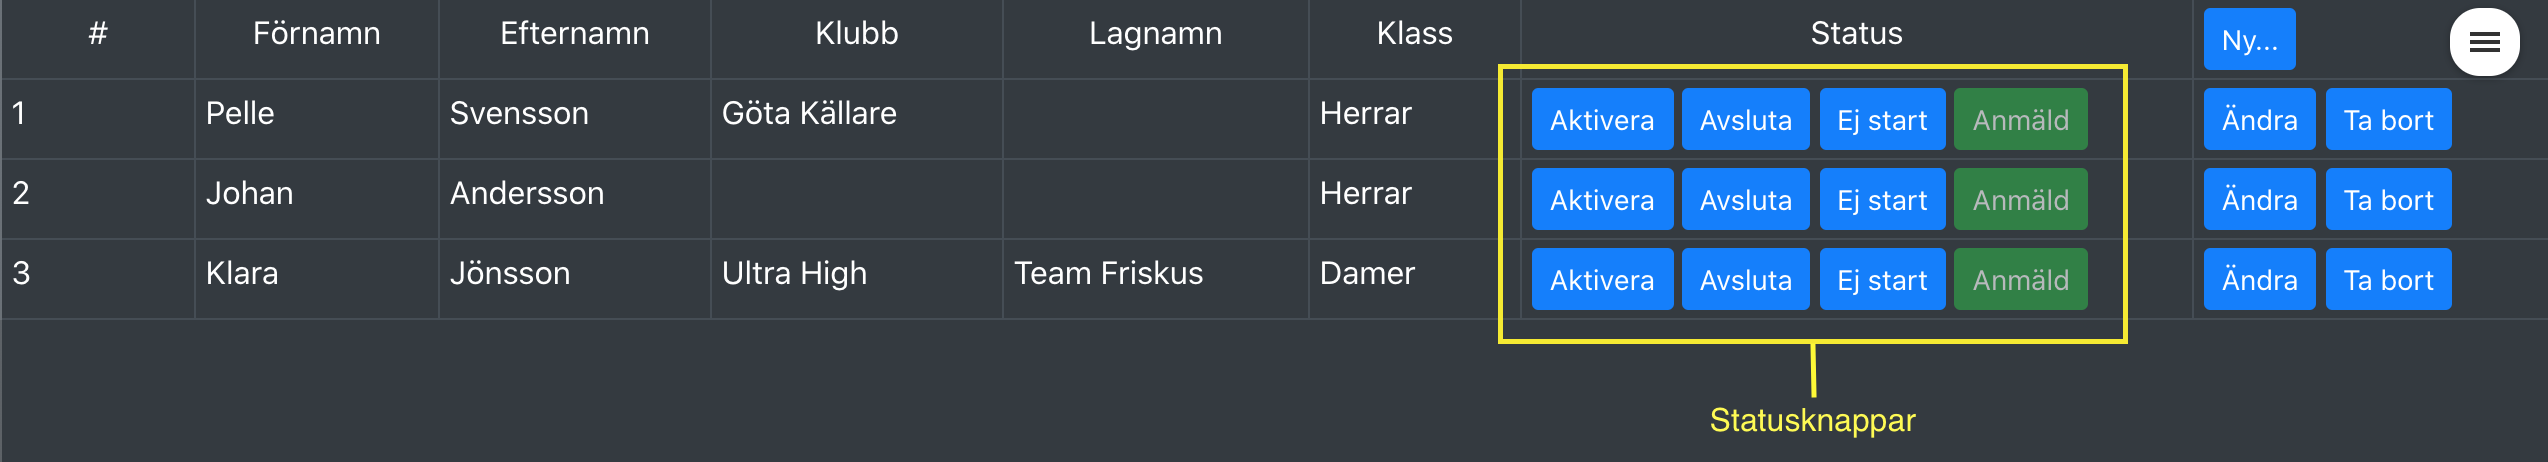 # Förnamn Efternamn Klubb Lagnamn Klass Status Ny...
1 Pelle Svensson Göta Källare Herrar Aktivera Avsluta Ej start Anmäld Ändra Ta bort
2 Johan Andersson Herrar Aktivera Avsluta Ej start Anmäld Ändra Ta bort
3 Klara Jönsson Ultra High Team Friskus Damer Aktivera Avsluta Ej start Anmäld Ändra Ta bort
Statusknappar